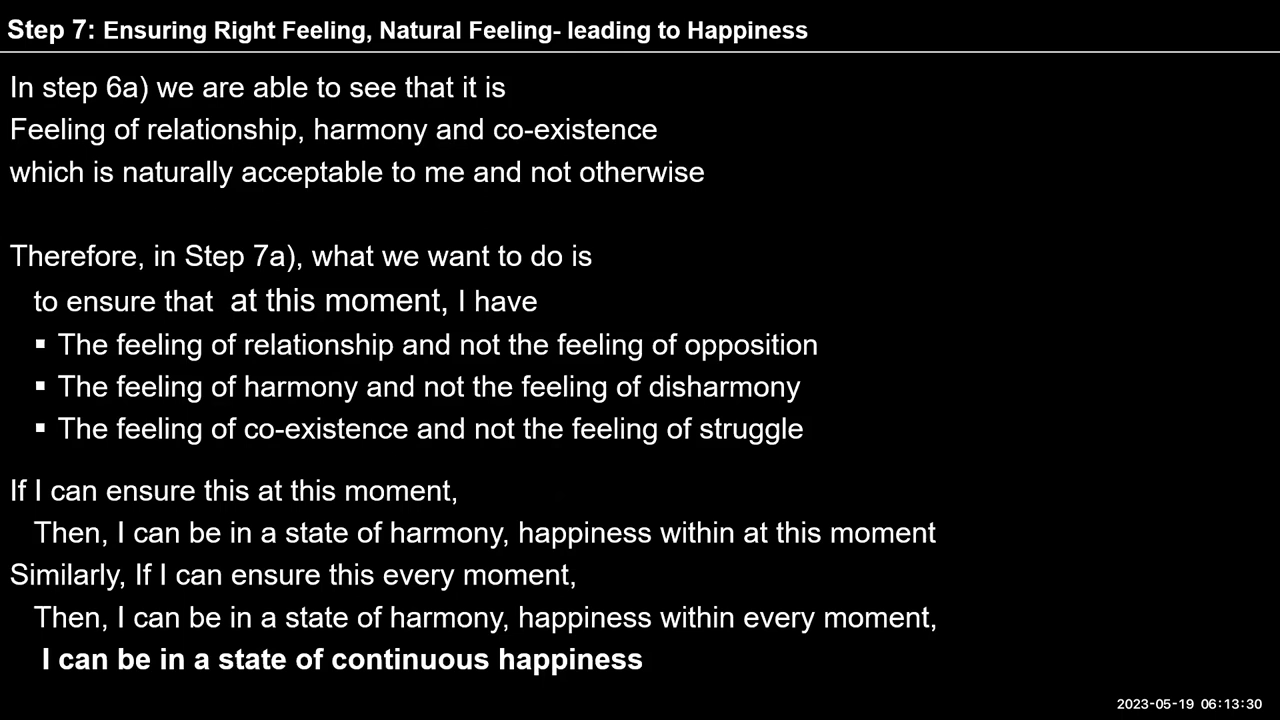 Step 7: Ensuring Right Feeling, Natural Feeling- leading to Happiness
In step 6a) we are able to see that it is
Feeling of relationship, harmony and co-existence
which is naturally acceptable to me and not otherwise
Therefore, in Step 7a), what we want to do is
to ensure that at this moment, I have
▪ The feeling of relationship and not the feeling of opposition
▪ The feeling of harmony and not the feeling of disharmony
▪ The feeling of co-existence and not the feeling of struggle
If I can ensure this at this moment,
Then, I can be in a state of harmony, happiness within at this moment
Similarly, If I can ensure this every moment,
Then, I can be in a state of harmony, happiness within every moment,
I can be in a state of continuous happiness
2023-05-19 06:13:30